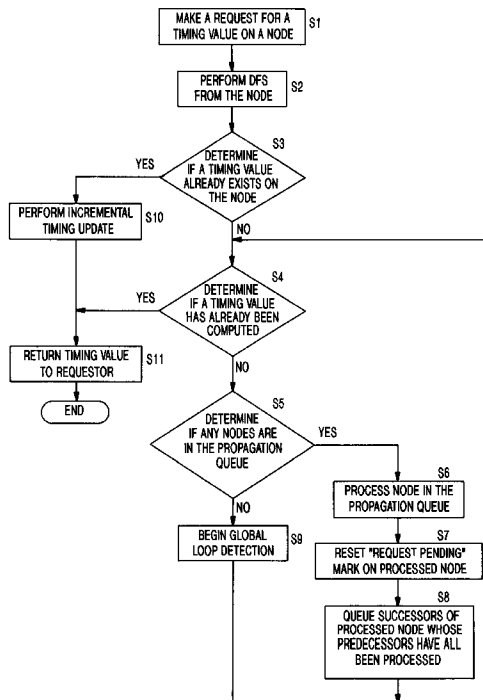 MAKE A REQUEST FOR A
TIMING VALUE ON A NODE
S1
PERFORM DFS
FROM THE NODE
S2
S3
DETERMINE
IF A TIMING VALUE
ALREADY EXISTS ON
THE NODE
YES
NO
PERFORM INCREMENTAL
TIMING UPDATE
S10
S4
DETERMINE
IF A TIMING VALUE
HAS ALREADY BEEN
COMPUTED
YES
NO
RETURN TIMING VALUE
TO REQUESTOR
S11
END
S5
DETERMINE
IF ANY NODES ARE
IN THE PROPAGATION
QUEUE
YES
NO
S6
PROCESS NODE IN THE
PROPAGATION QUEUE
S7
RESET "REQUEST PENDING"
MARK ON PROCESSED NODE
S8
QUEUE SUCCESSORS OF
PROCESSED NODE WHOSE
PREDECESSORS HAVE ALL
BEEN PROCESSED
BEGIN GLOBAL
LOOP DETECTION
S9